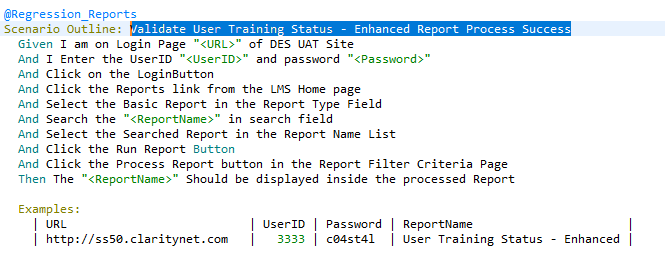 @Regression_Reports
Scenario Outline: Validate User Training Status - Enhanced Report Process Success
Given I am on Login Page "<URL>" of DES UAT Site
And I Enter the UserID "<UserID>" and password "<Password>"
And Click on the LoginButton
And Click the Reports link from the LMS Home page
And Select the Basic Report in the Report Type Field
And Search the "<ReportName>" in search field
And Select the Searched Report in the Report Name List
And Click the Run Report Button
And Click the Process Report button in the Report Filter Criteria Page
Then The "<ReportName>" Should be displayed inside the processed Report
Examples:
| URL | UserID | Password | ReportName |
| http://ss50.claritynet.com | 3333 | c04st4l | User Training Status - Enhanced |